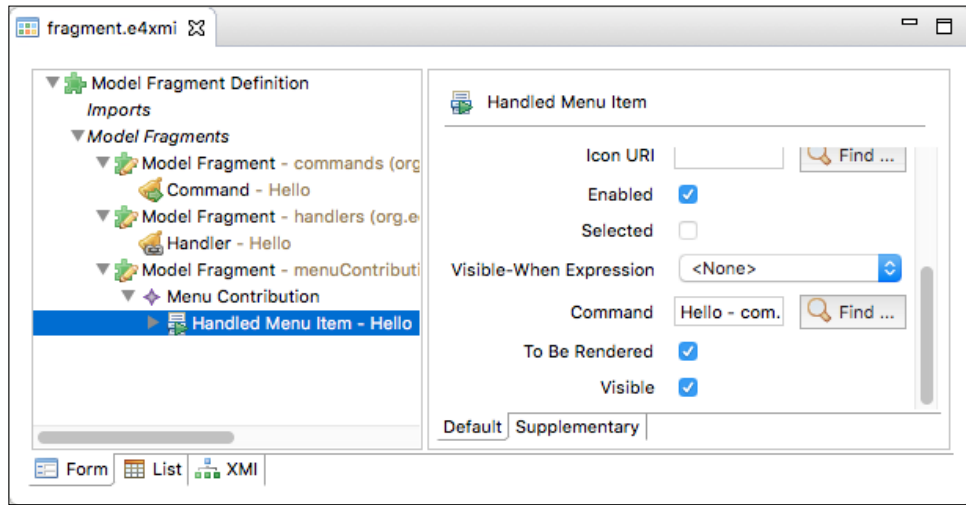 fragment.e4xmi
Model Fragment Definition
Imports
Model Fragments
Model Fragment - commands (org
Command - Hello
Model Fragment - handlers (org.e
Handler - Hello
Model Fragment - menuContributi
Menu Contribution
Handled Menu Item - Hello
Handled Menu Item
Icon URI Find ...
Enabled
Selected
Visible-When Expression <None>
Command Hello - com. Find ...
To Be Rendered
Visible
Default Supplementary
Form List XMI